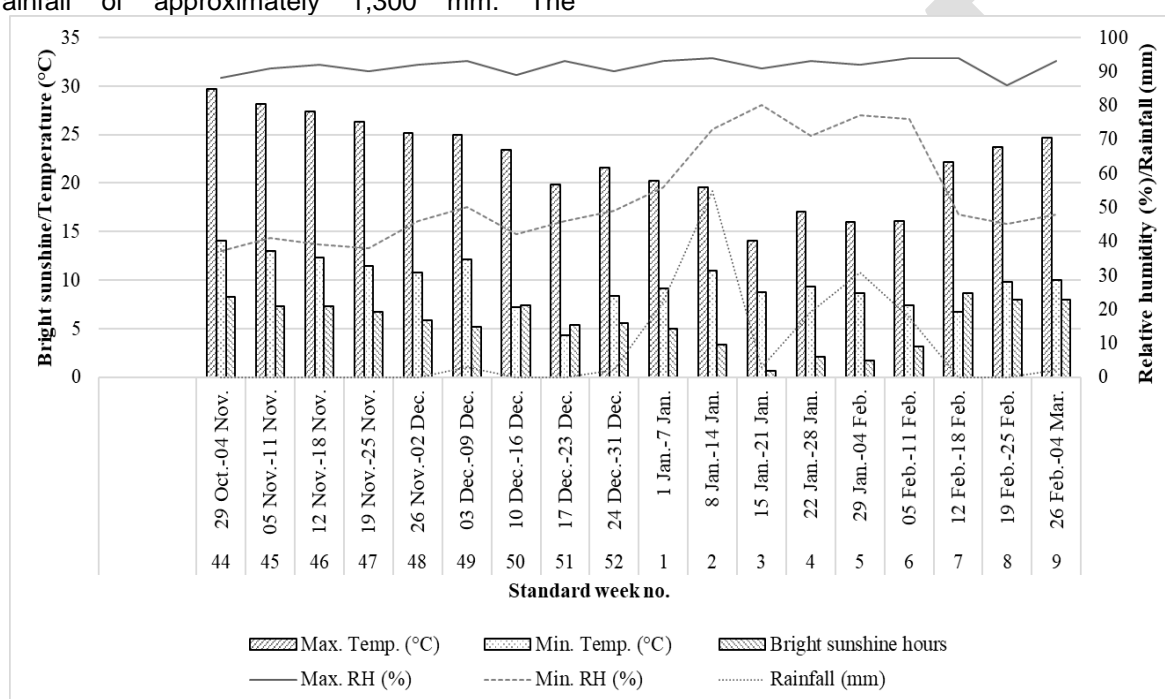 rainfall of approximately 1,300 mm. The
Bright sunshine/Temperature (°C)
35
30
25
20
15
10
5
0
100
90
80
70
60
50
40
30
20
10
0
Relative humidity (%)/Rainfall (mm)
29 Oct.-04 Nov.
05 Nov.-11 Nov.
12 Nov.-18 Nov.
19 Nov.-25 Nov.
26 Nov.-02 Dec.
03 Dec.-09 Dec.
10 Dec.-16 Dec.
17 Dec.-23 Dec.
24 Dec.-31 Dec.
1 Jan.-7 Jan.
8 Jan.-14 Jan.
15 Jan.-21 Jan.
22 Jan.-28 Jan.
29 Jan.-04 Feb.
05 Feb.-11 Feb.
12 Feb.-18 Feb.
19 Feb.-25 Feb.
26 Feb.-04 Mar.
44 45 46 47 48 49 50 51 52 1 2 3 4 5 6 7 8 9
Standard week no.
Max. Temp. (°C) Min. Temp. (°C) Bright sunshine hours
Max. RH (%) Min. RH (%) Rainfall (mm)